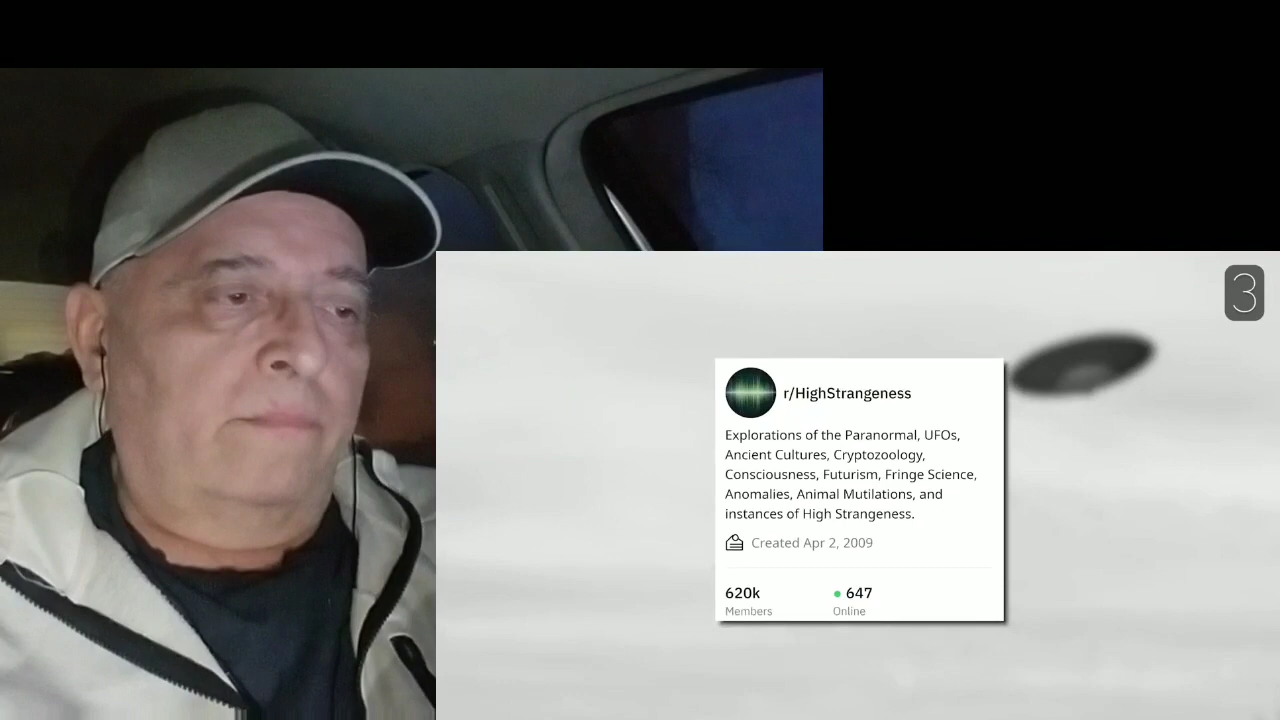 3
r/HighStrangeness
Explorations of the Paranormal, UFOs,
Ancient Cultures, Cryptozoology,
Consciousness, Futurism, Fringe Science,
Anomalies, Animal Mutilations, and
instances of High Strangeness.
Created Apr 2, 2009
620k
647
Members
Online